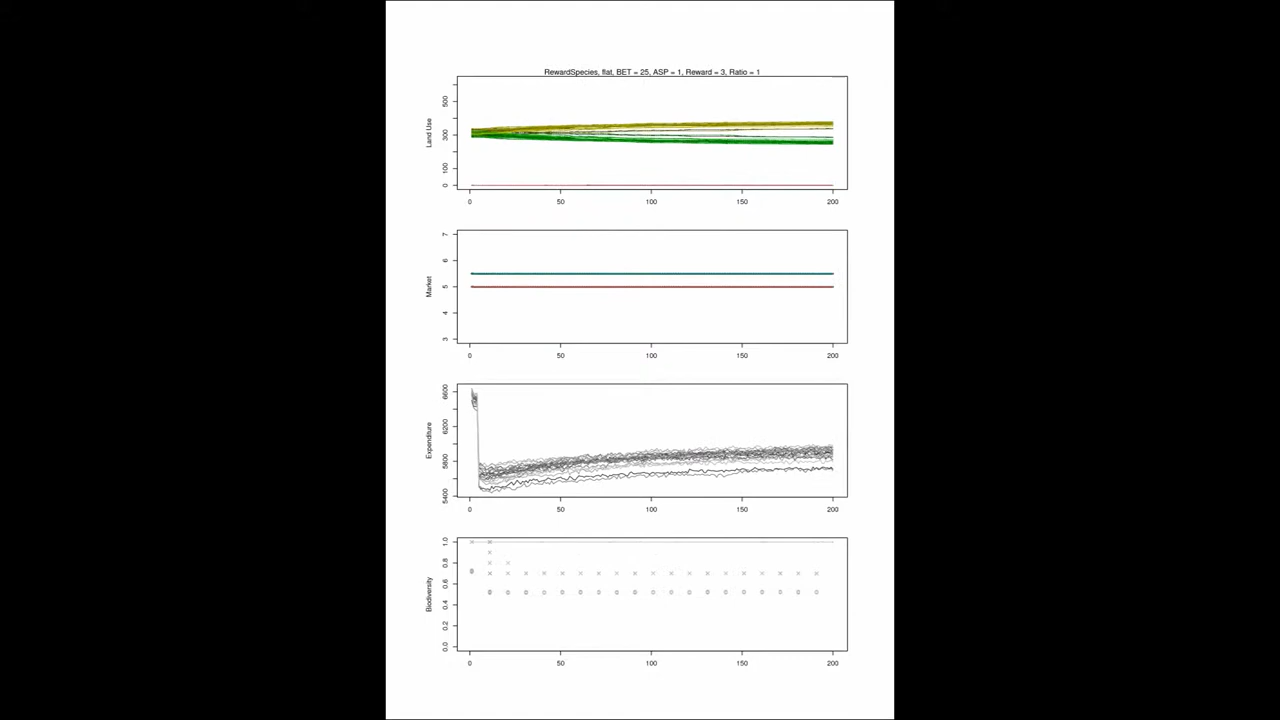 RewardSpecies, flat, BET = 25, ASP = 1, Reward = 3, Ratio = 1
Land Use
500
300
100
0
0 50 100 150 200
Market
7
6
5
4
3
0 50 100 150 200
Expenditure
6600
6200
5800
5400
0 50 100 150 200
Biodiversity
1.0
0.8
0.6
0.4
0.2
0.0
0 50 100 150 200